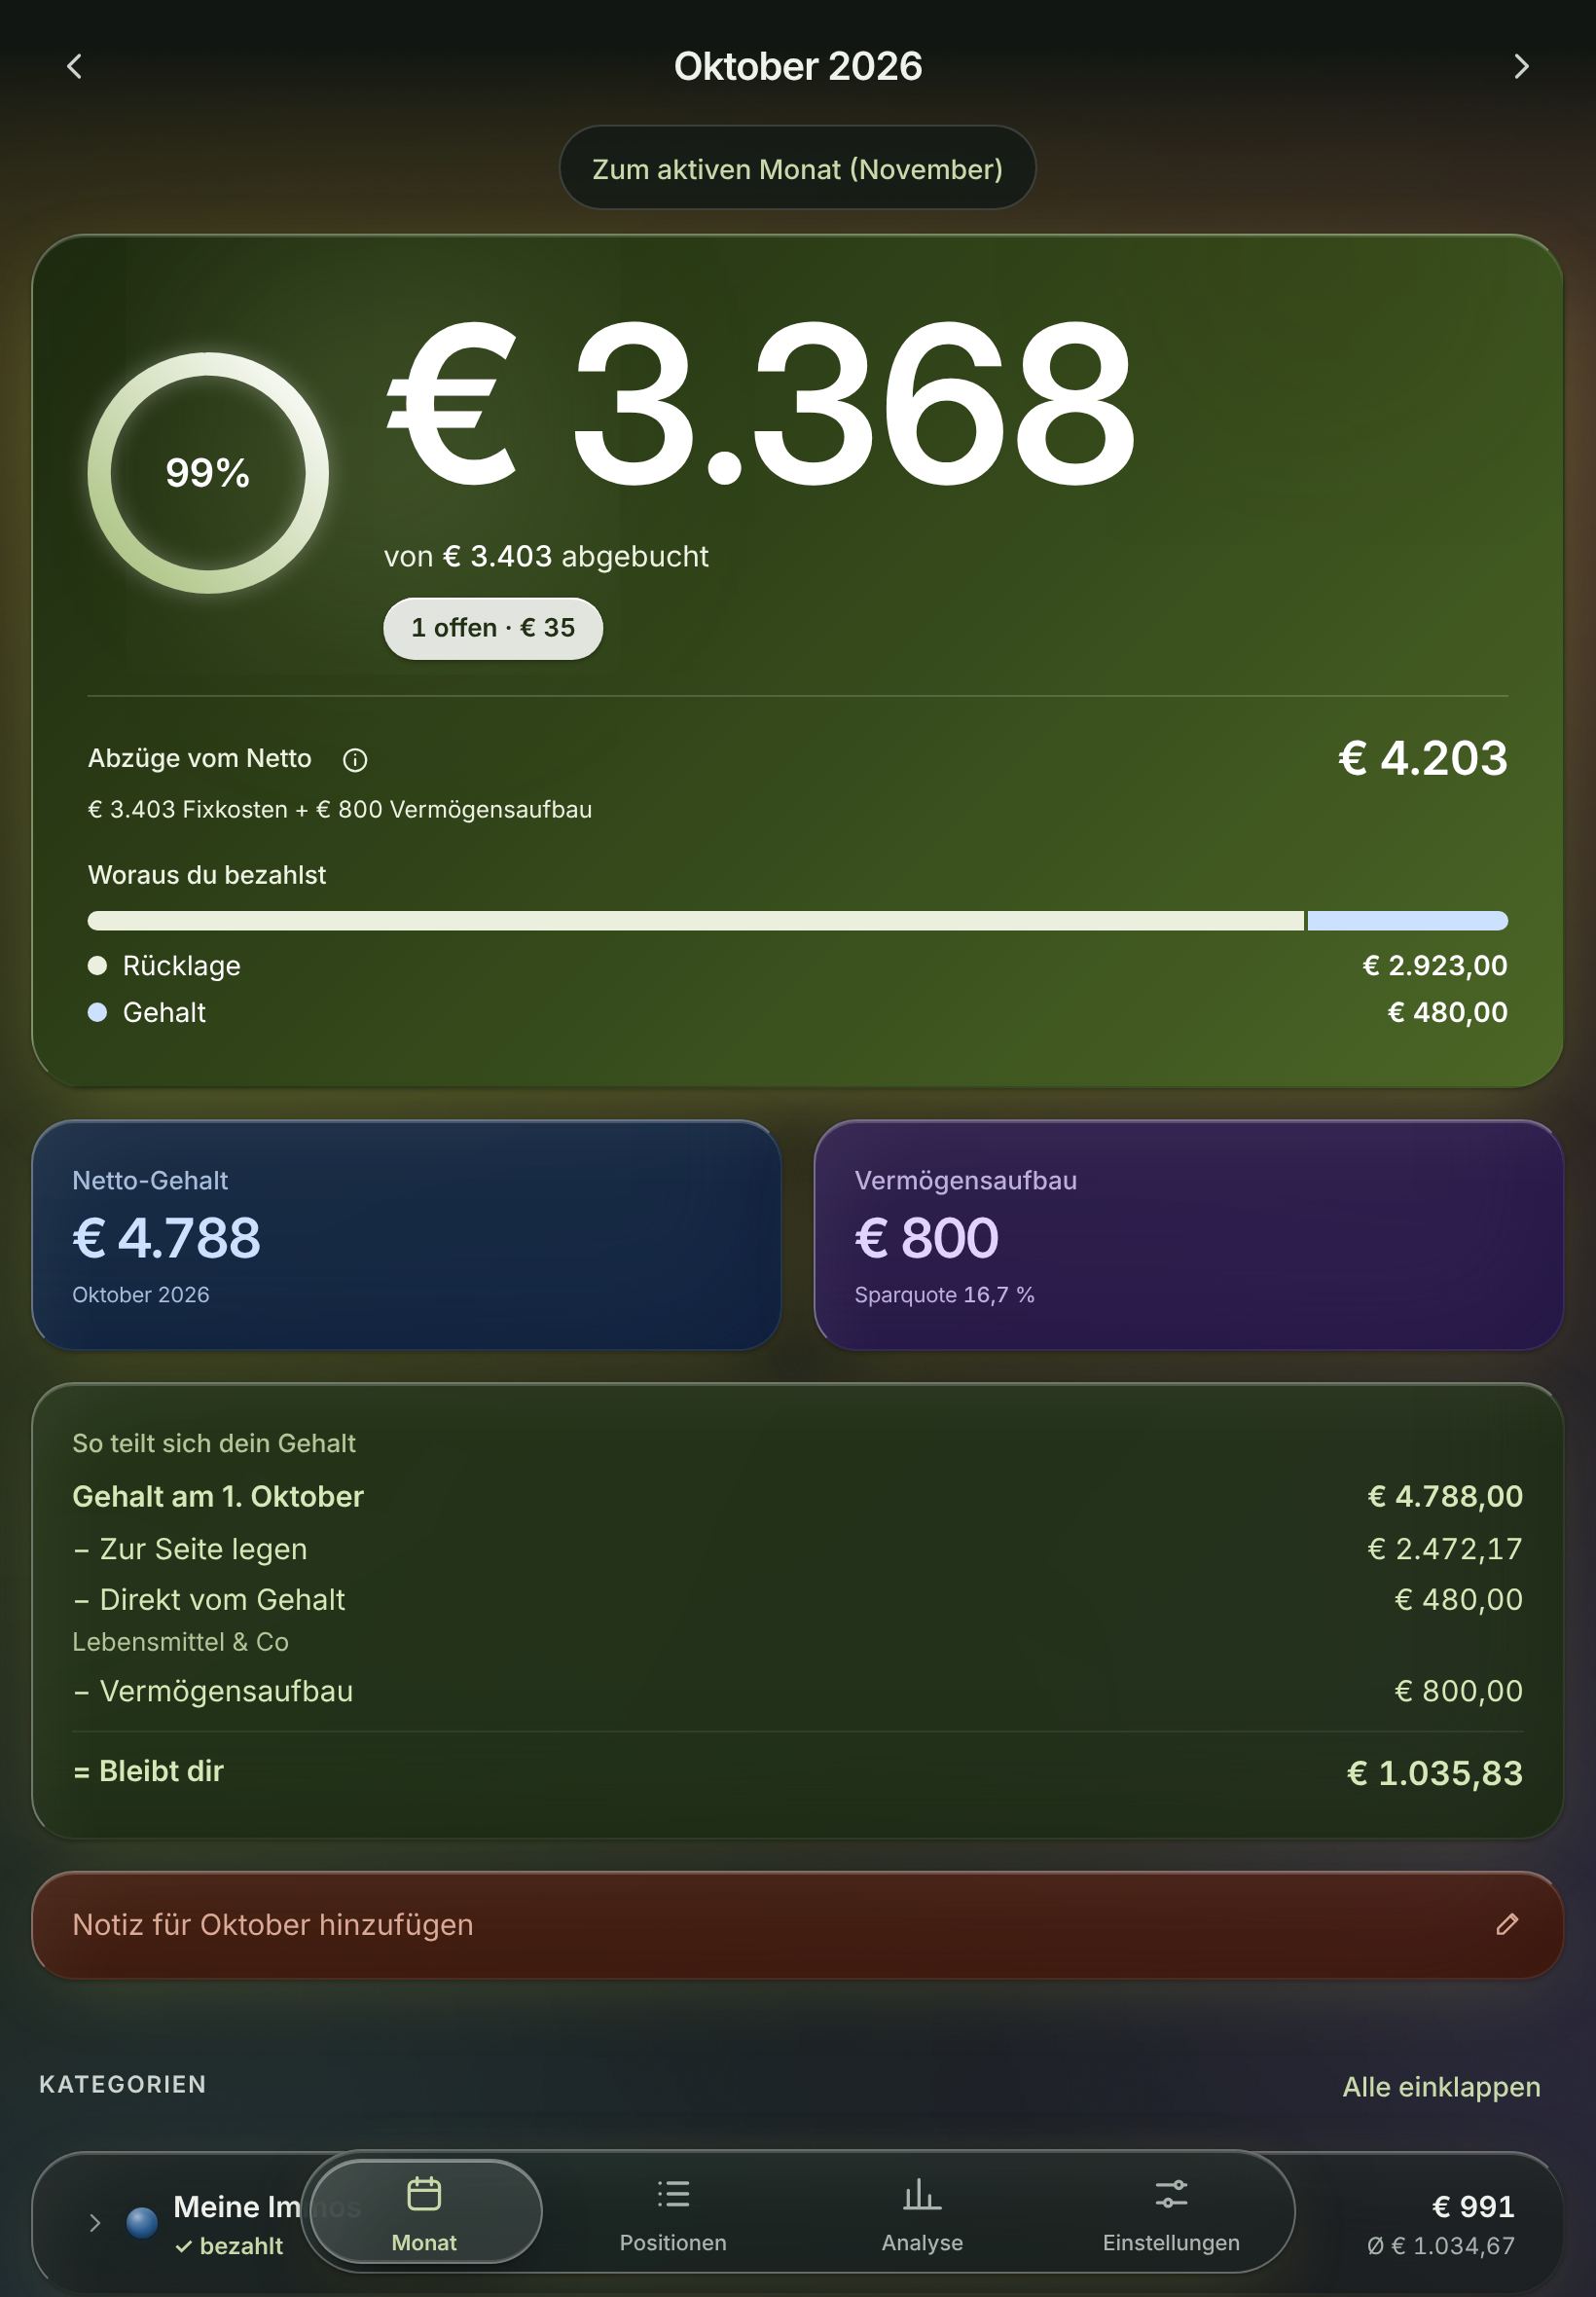 Oktober 2026
Zum aktiven Monat (November)
€ 3.368
99%
von € 3.403 abgebucht
1 offen · € 35
Abzüge vom Netto
€ 4.203
€ 3.403 Fixkosten + € 800 Vermögensaufbau
Woraus du bezahlst
Rücklage € 2.923,00
Gehalt € 480,00
Netto-Gehalt
€ 4.788
Oktober 2026
Vermögensaufbau
€ 800
Sparquote 16,7 %
So teilt sich dein Gehalt
Gehalt am 1. Oktober € 4.788,00
– Zur Seite legen € 2.472,17
– Direkt vom Gehalt € 480,00
Lebensmittel & Co
– Vermögensaufbau € 800,00
= Bleibt dir € 1.035,83
Notiz für Oktober hinzufügen
KATEGORIEN Alle einklappen
Meine Immos € 991
✓ bezahlt Ø € 1.034,67
Monat Positionen Analyse Einstellungen